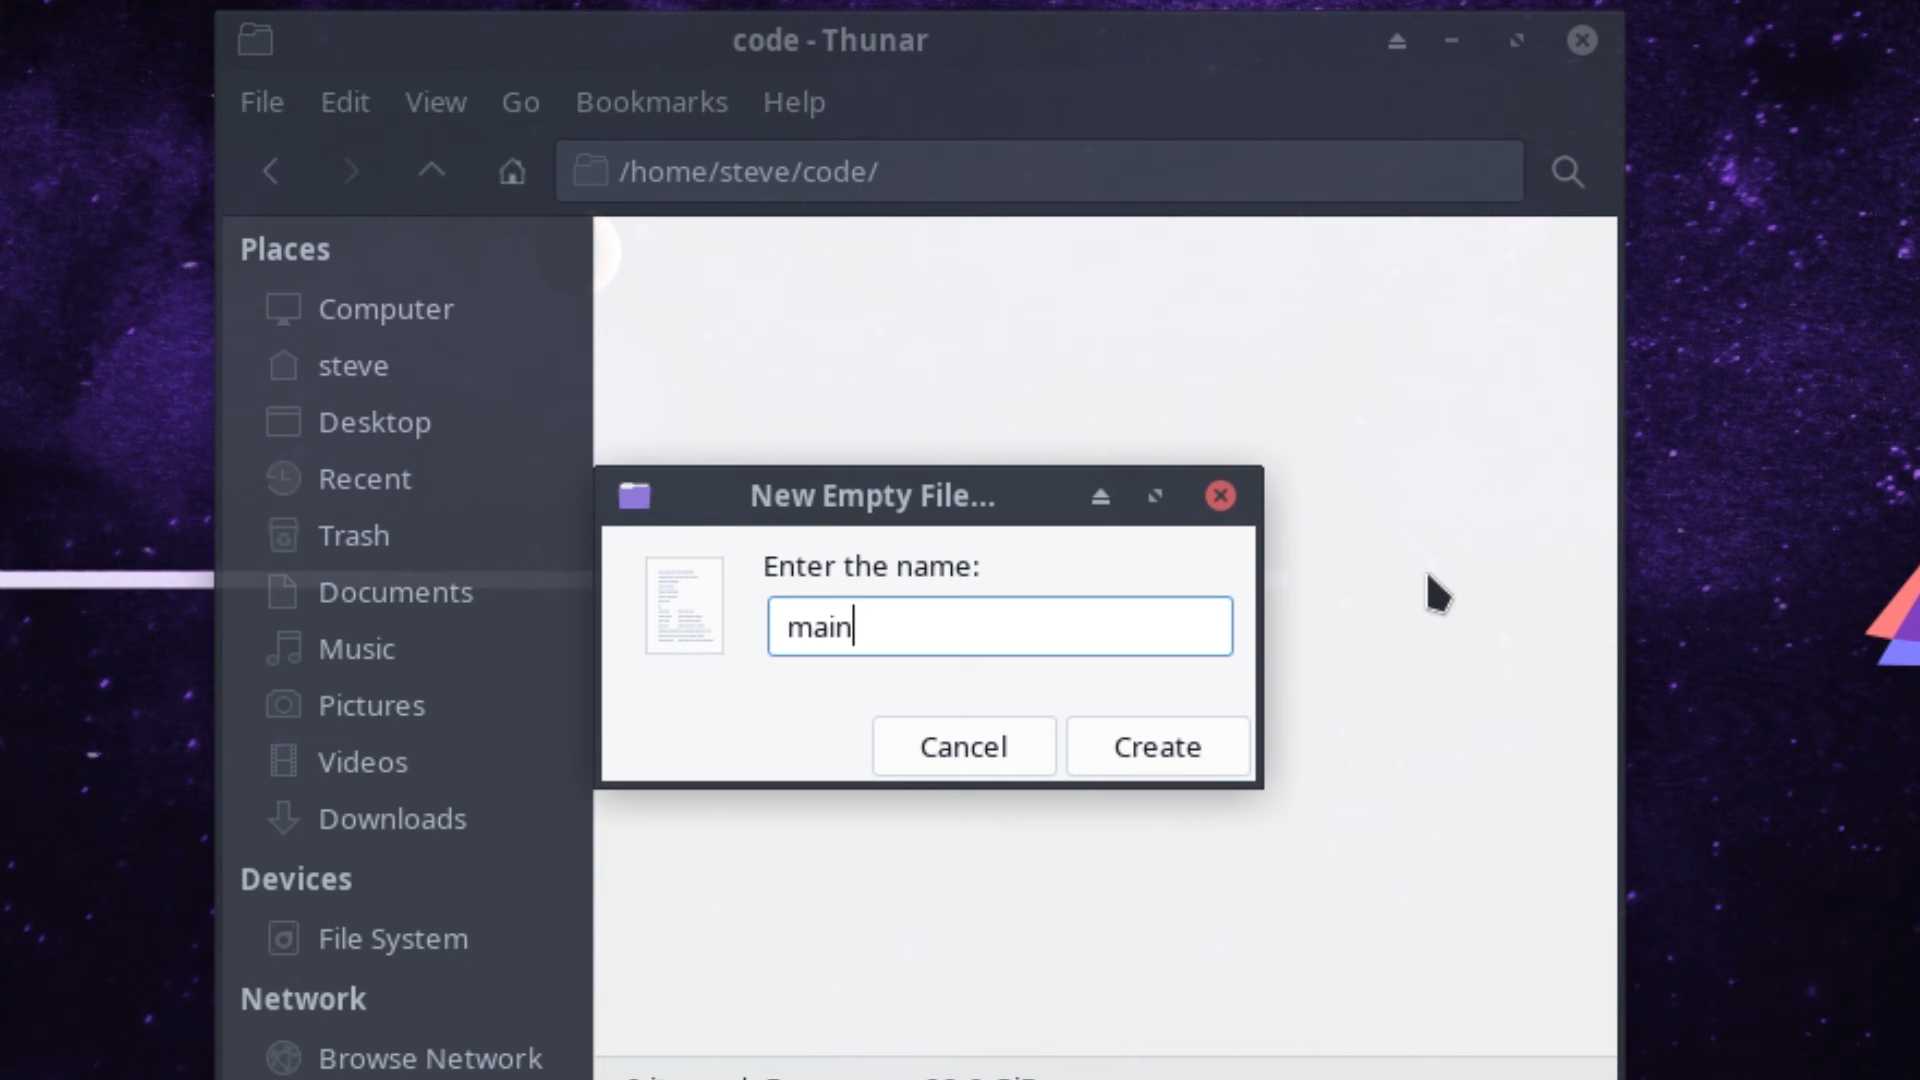 code - Thunar
File Edit View Go Bookmarks Help
/home/steve/code/
Places
Computer
steve
Desktop
Recent
Trash
Documents
Music
Pictures
Videos
Downloads
Devices
File System
Network
Browse Network
New Empty File...
Enter the name:
main
Cancel Create